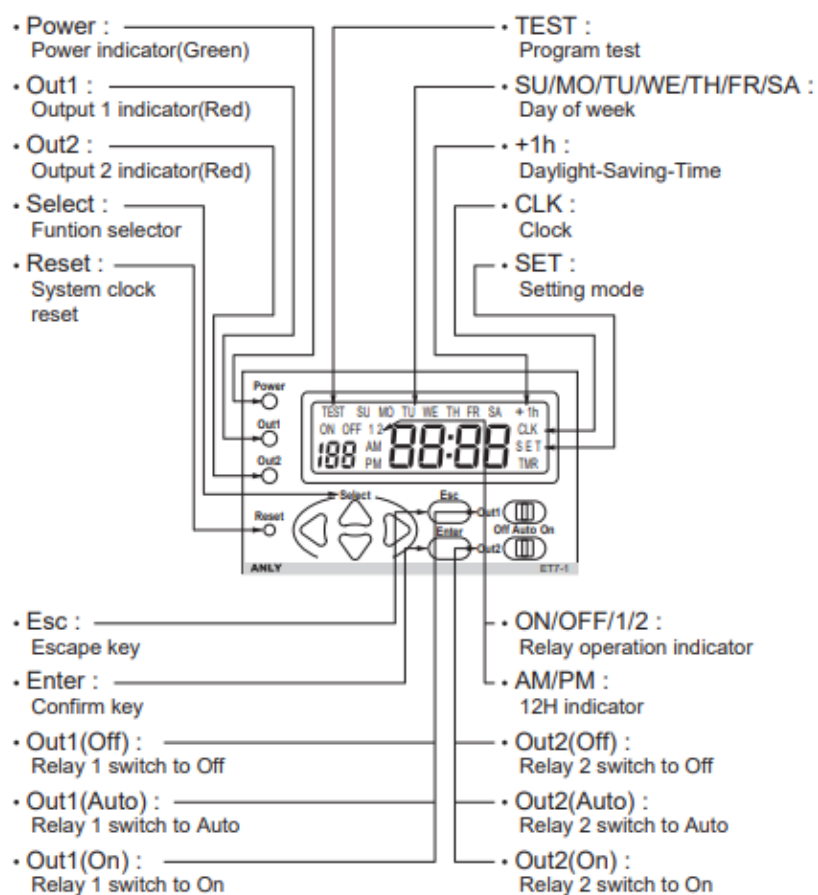 • Power :
Power indicator(Green)
• Out1 :
Output 1 indicator(Red)
• Out2 :
Output 2 indicator(Red)
• Select :
Funtion selector
• Reset :
System clock
reset
• TEST :
Program test
• SU/MO/TU/WE/TH/FR/SA :
Day of week
• +1h :
Daylight-Saving-Time
• CLK :
Clock
• SET :
Setting mode
Power
Out1
Out2
Reset
TEST SU MO TU WE TH FR SA +1h
ON OFF 1 2 CLK
188 AM 88:88 SET
PM TMR
Select
Esc
Enter
Out1
Off Auto On
Out2
ANLY ET7-1
• Esc :
Escape key
• Enter :
Confirm key
• Out1(Off) :
Relay 1 switch to Off
• Out1(Auto) :
Relay 1 switch to Auto
• Out1(On) :
Relay 1 switch to On
• ON/OFF/1/2 :
Relay operation indicator
• AM/PM :
12H indicator
• Out2(Off) :
Relay 2 switch to Off
• Out2(Auto) :
Relay 2 switch to Auto
• Out2(On) :
Relay 2 switch to On